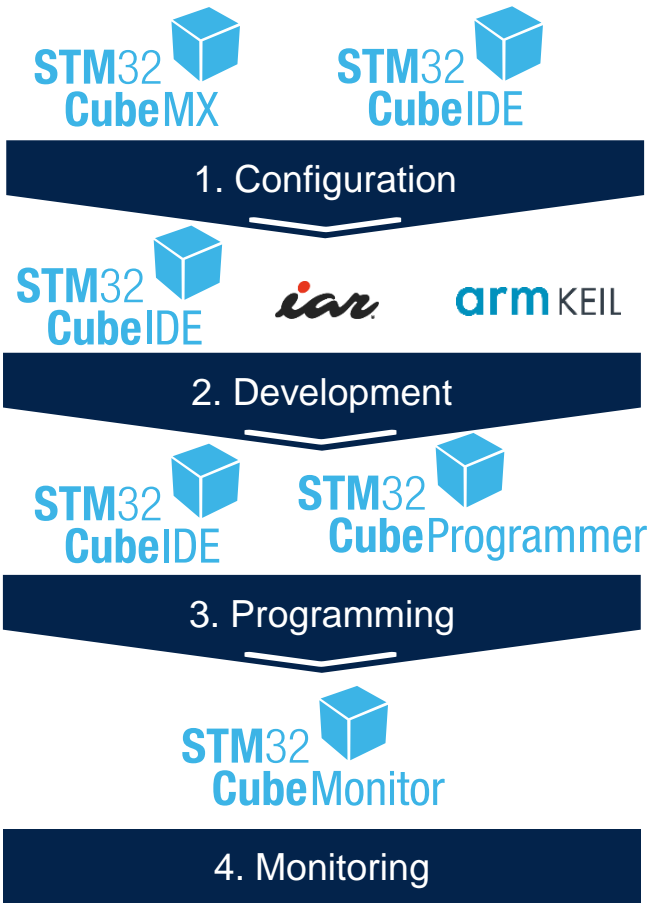 STM32
CubeMX
STM32
CubeIDE
1. Configuration
STM32
CubeIDE
iar
arm KEIL
2. Development
STM32
CubeIDE
STM32
CubeProgrammer
3. Programming
STM32
CubeMonitor
4. Monitoring